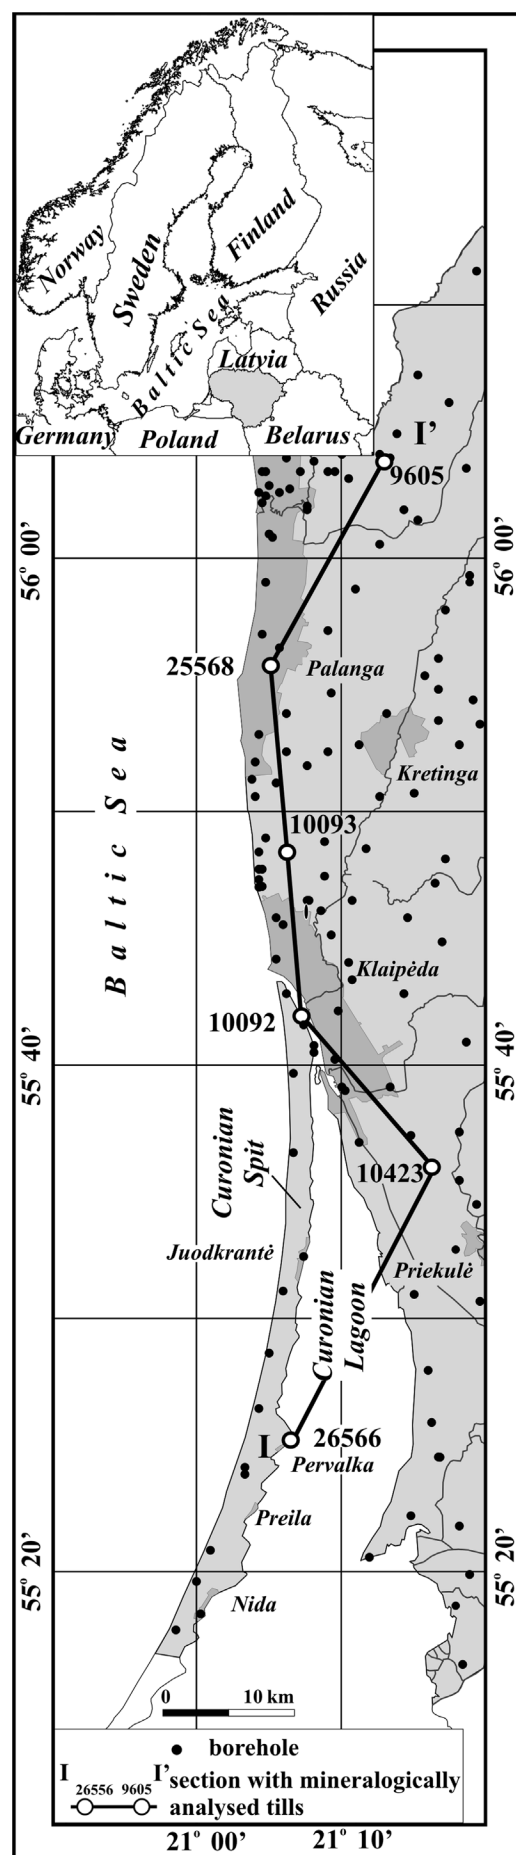 Norway
Sweden
Finland
Russia
Baltic Sea
Latvia
Germany
Poland
Belarus
I’
9605
56° 00’
56° 00’
25568
Palanga
Kretinga
Baltic Sea
10093
Klaipėda
10092
55° 40’
55° 40’
Curonian
Spit
10423
Juodkrantė
Priekulė
Curonian
Lagoon
I
26566
Pervalka
Preila
55° 20’
55° 20’
Nida
0 10 km
borehole
I I’
26556 9605
section with mineralogically
analysed tills
21° 00’ 21° 10’